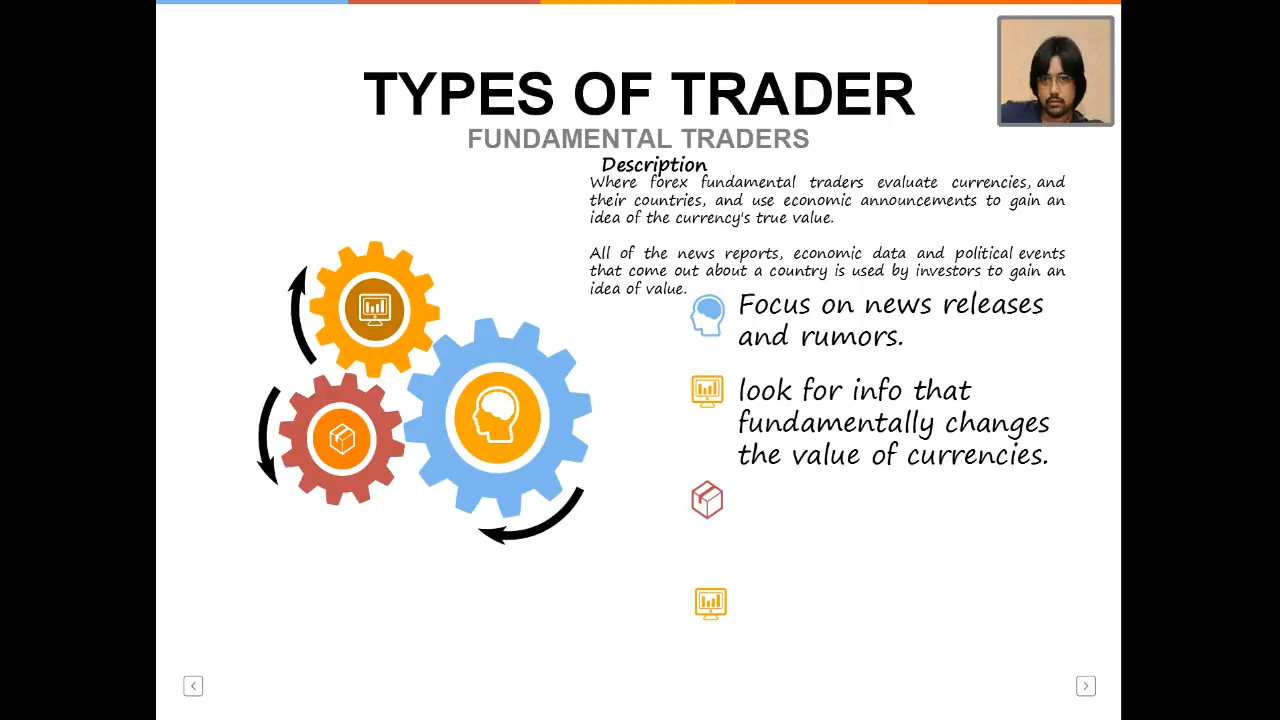 TYPES OF TRADER
FUNDAMENTAL TRADERS
Description
Where forex fundamental traders evaluate currencies, and
their countries, and use economic announcements to gain an
idea of the currency's true value.
All of the news reports, economic data and political events
that come out about a country is used by investors to gain an
idea of value.
Focus on news releases
and rumors.
look for info that
fundamentally changes
the value of currencies.